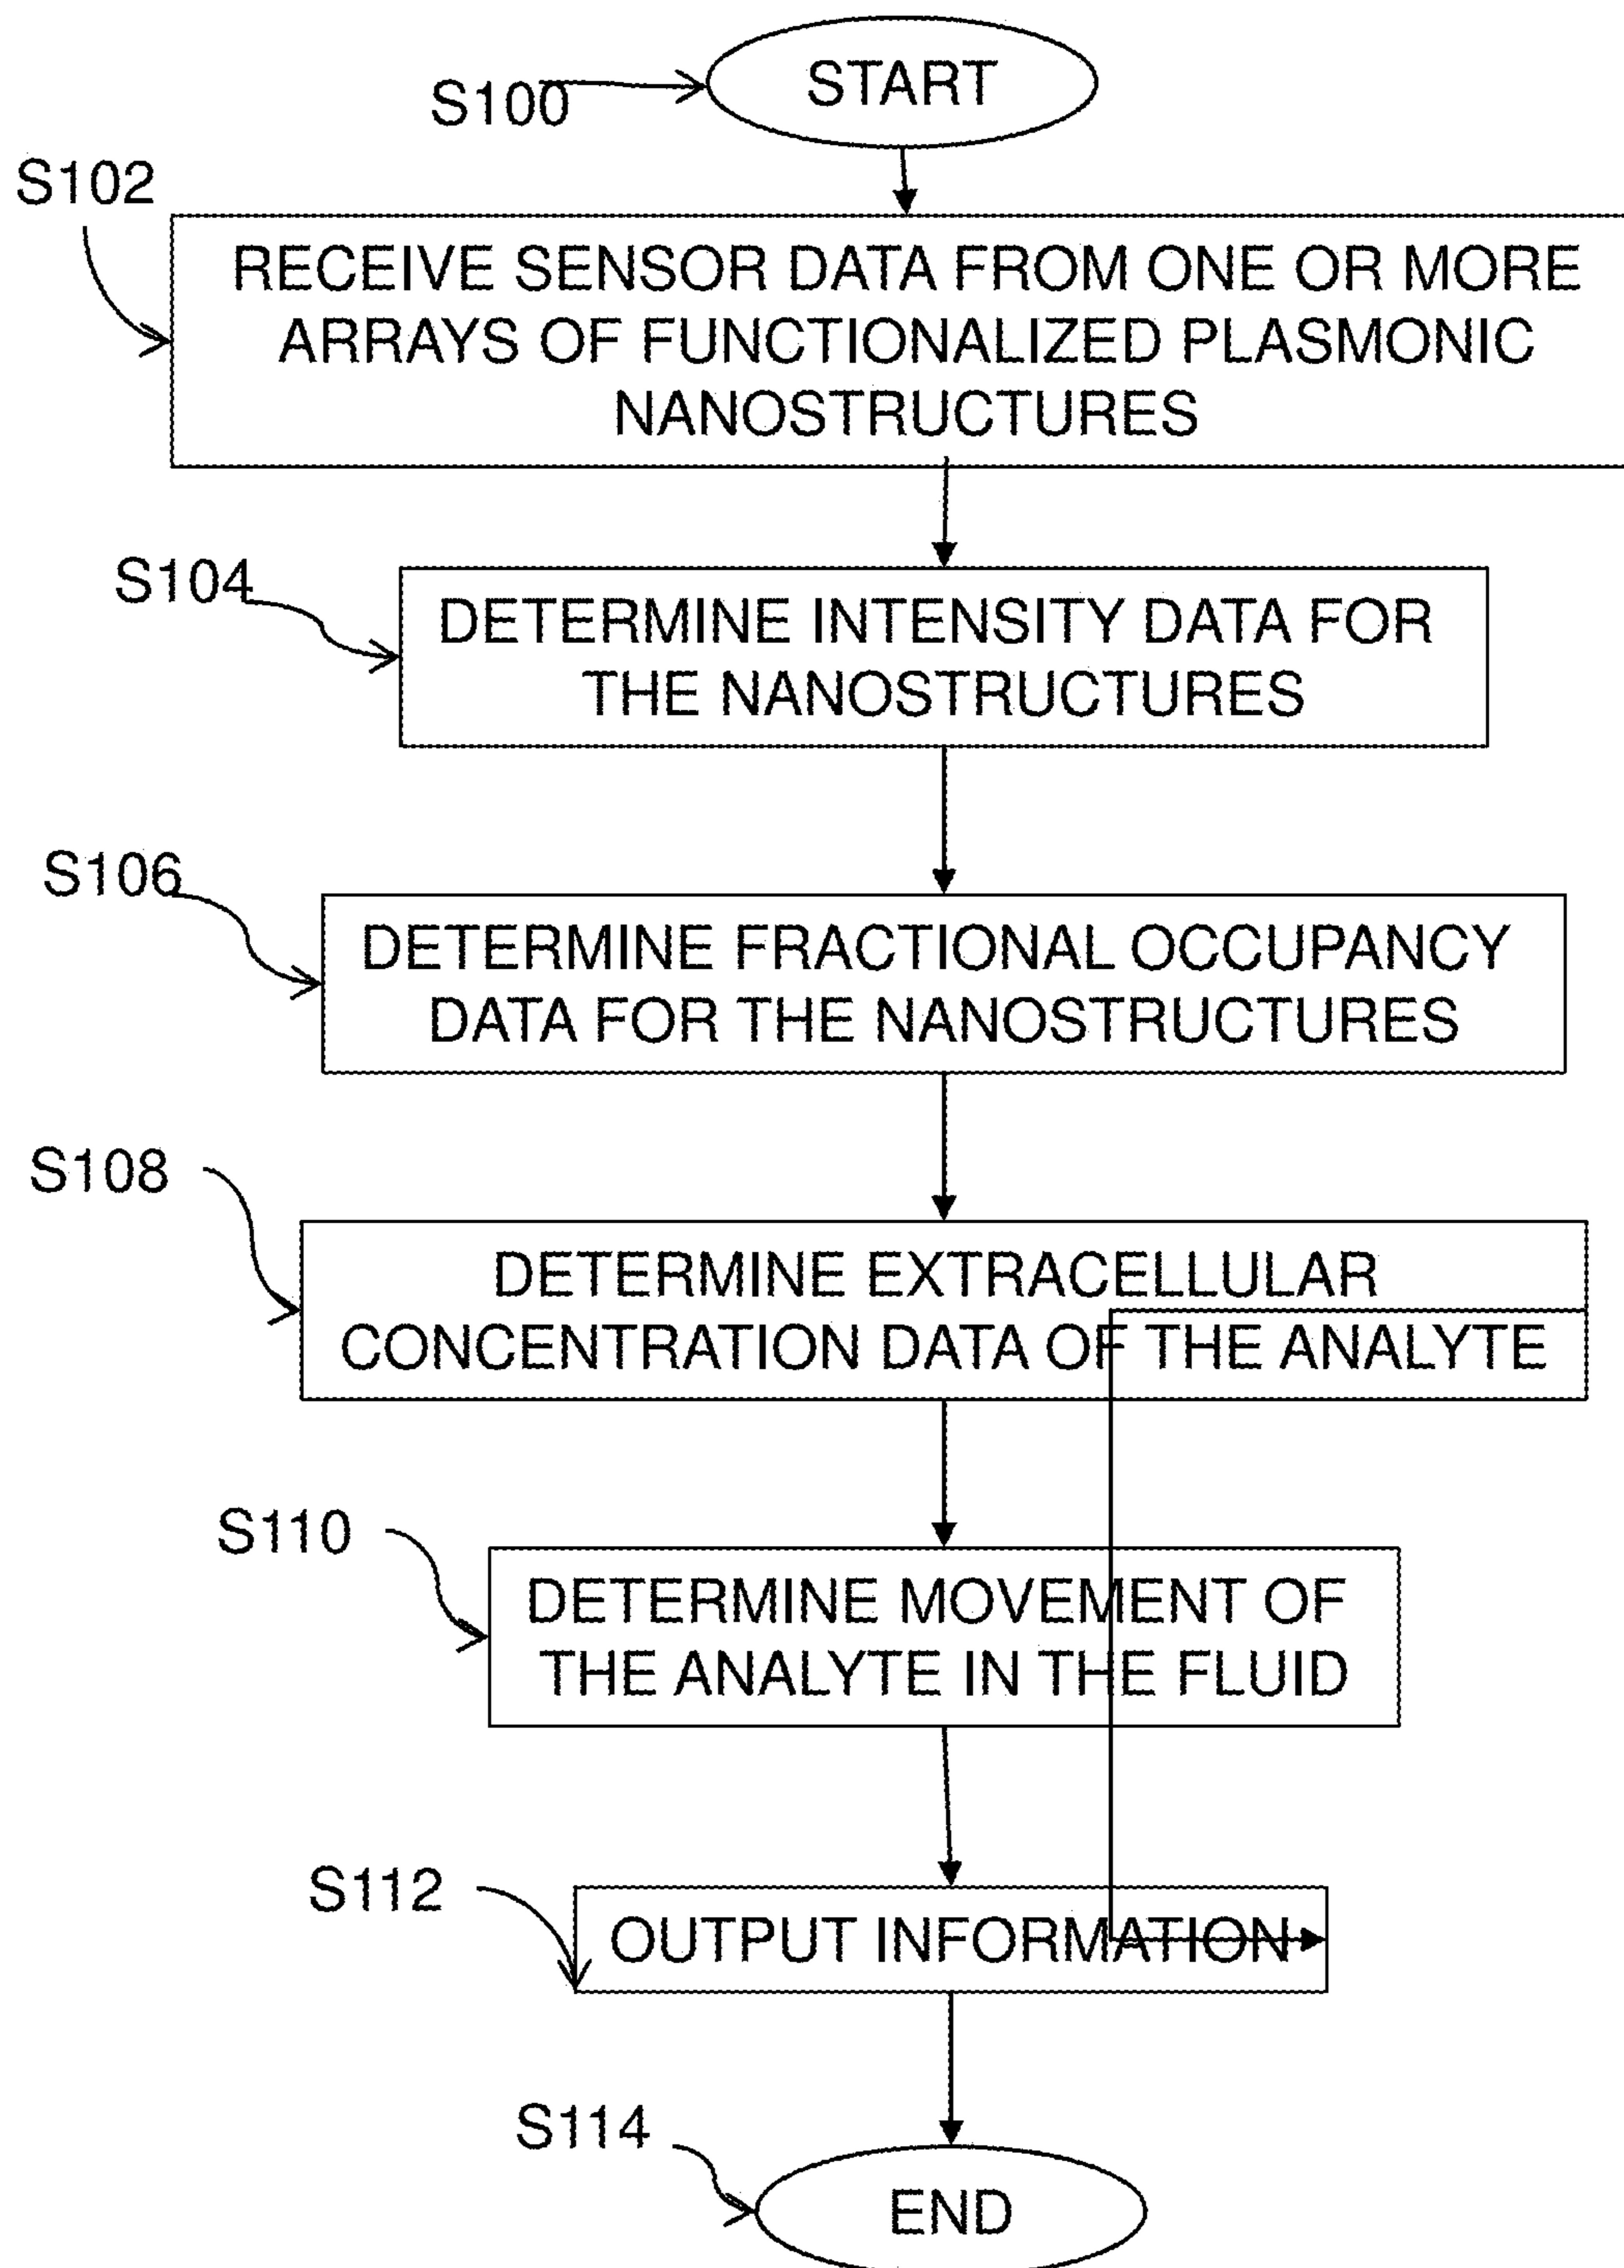 S100
START
S102
RECEIVE SENSOR DATA FROM ONE OR MORE
ARRAYS OF FUNCTIONALIZED PLASMONIC
NANOSTRUCTURES
S104
DETERMINE INTENSITY DATA FOR
THE NANOSTRUCTURES
S106
DETERMINE FRACTIONAL OCCUPANCY
DATA FOR THE NANOSTRUCTURES
S108
DETERMINE EXTRACELLULAR
CONCENTRATION DATA OF THE ANALYTE
S110
DETERMINE MOVEMENT OF
THE ANALYTE IN THE FLUID
S112
OUTPUT INFORMATION
S114
END